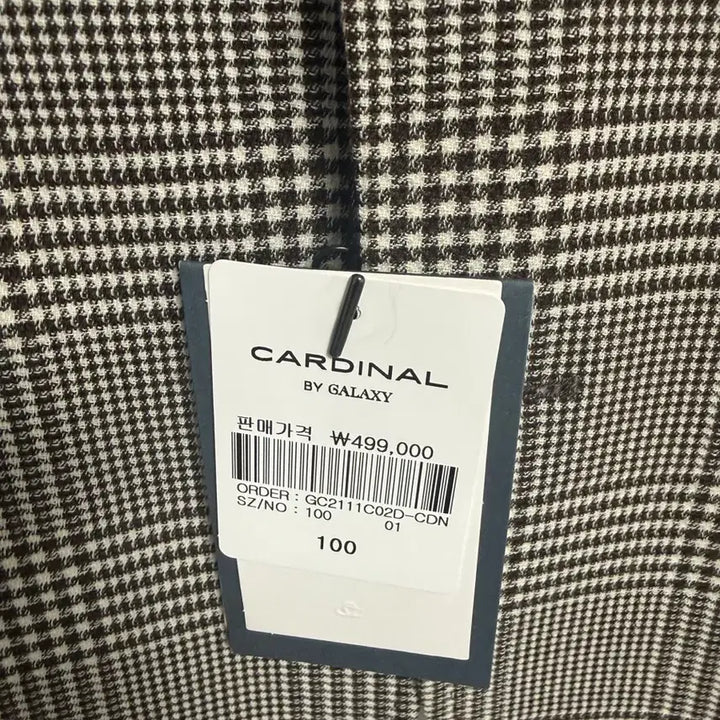 CARDINAL
BY GALAXY
판매가격 ₩499,000
ORDER : GC2111C02D-CDN
SZ/NO : 100 01
100